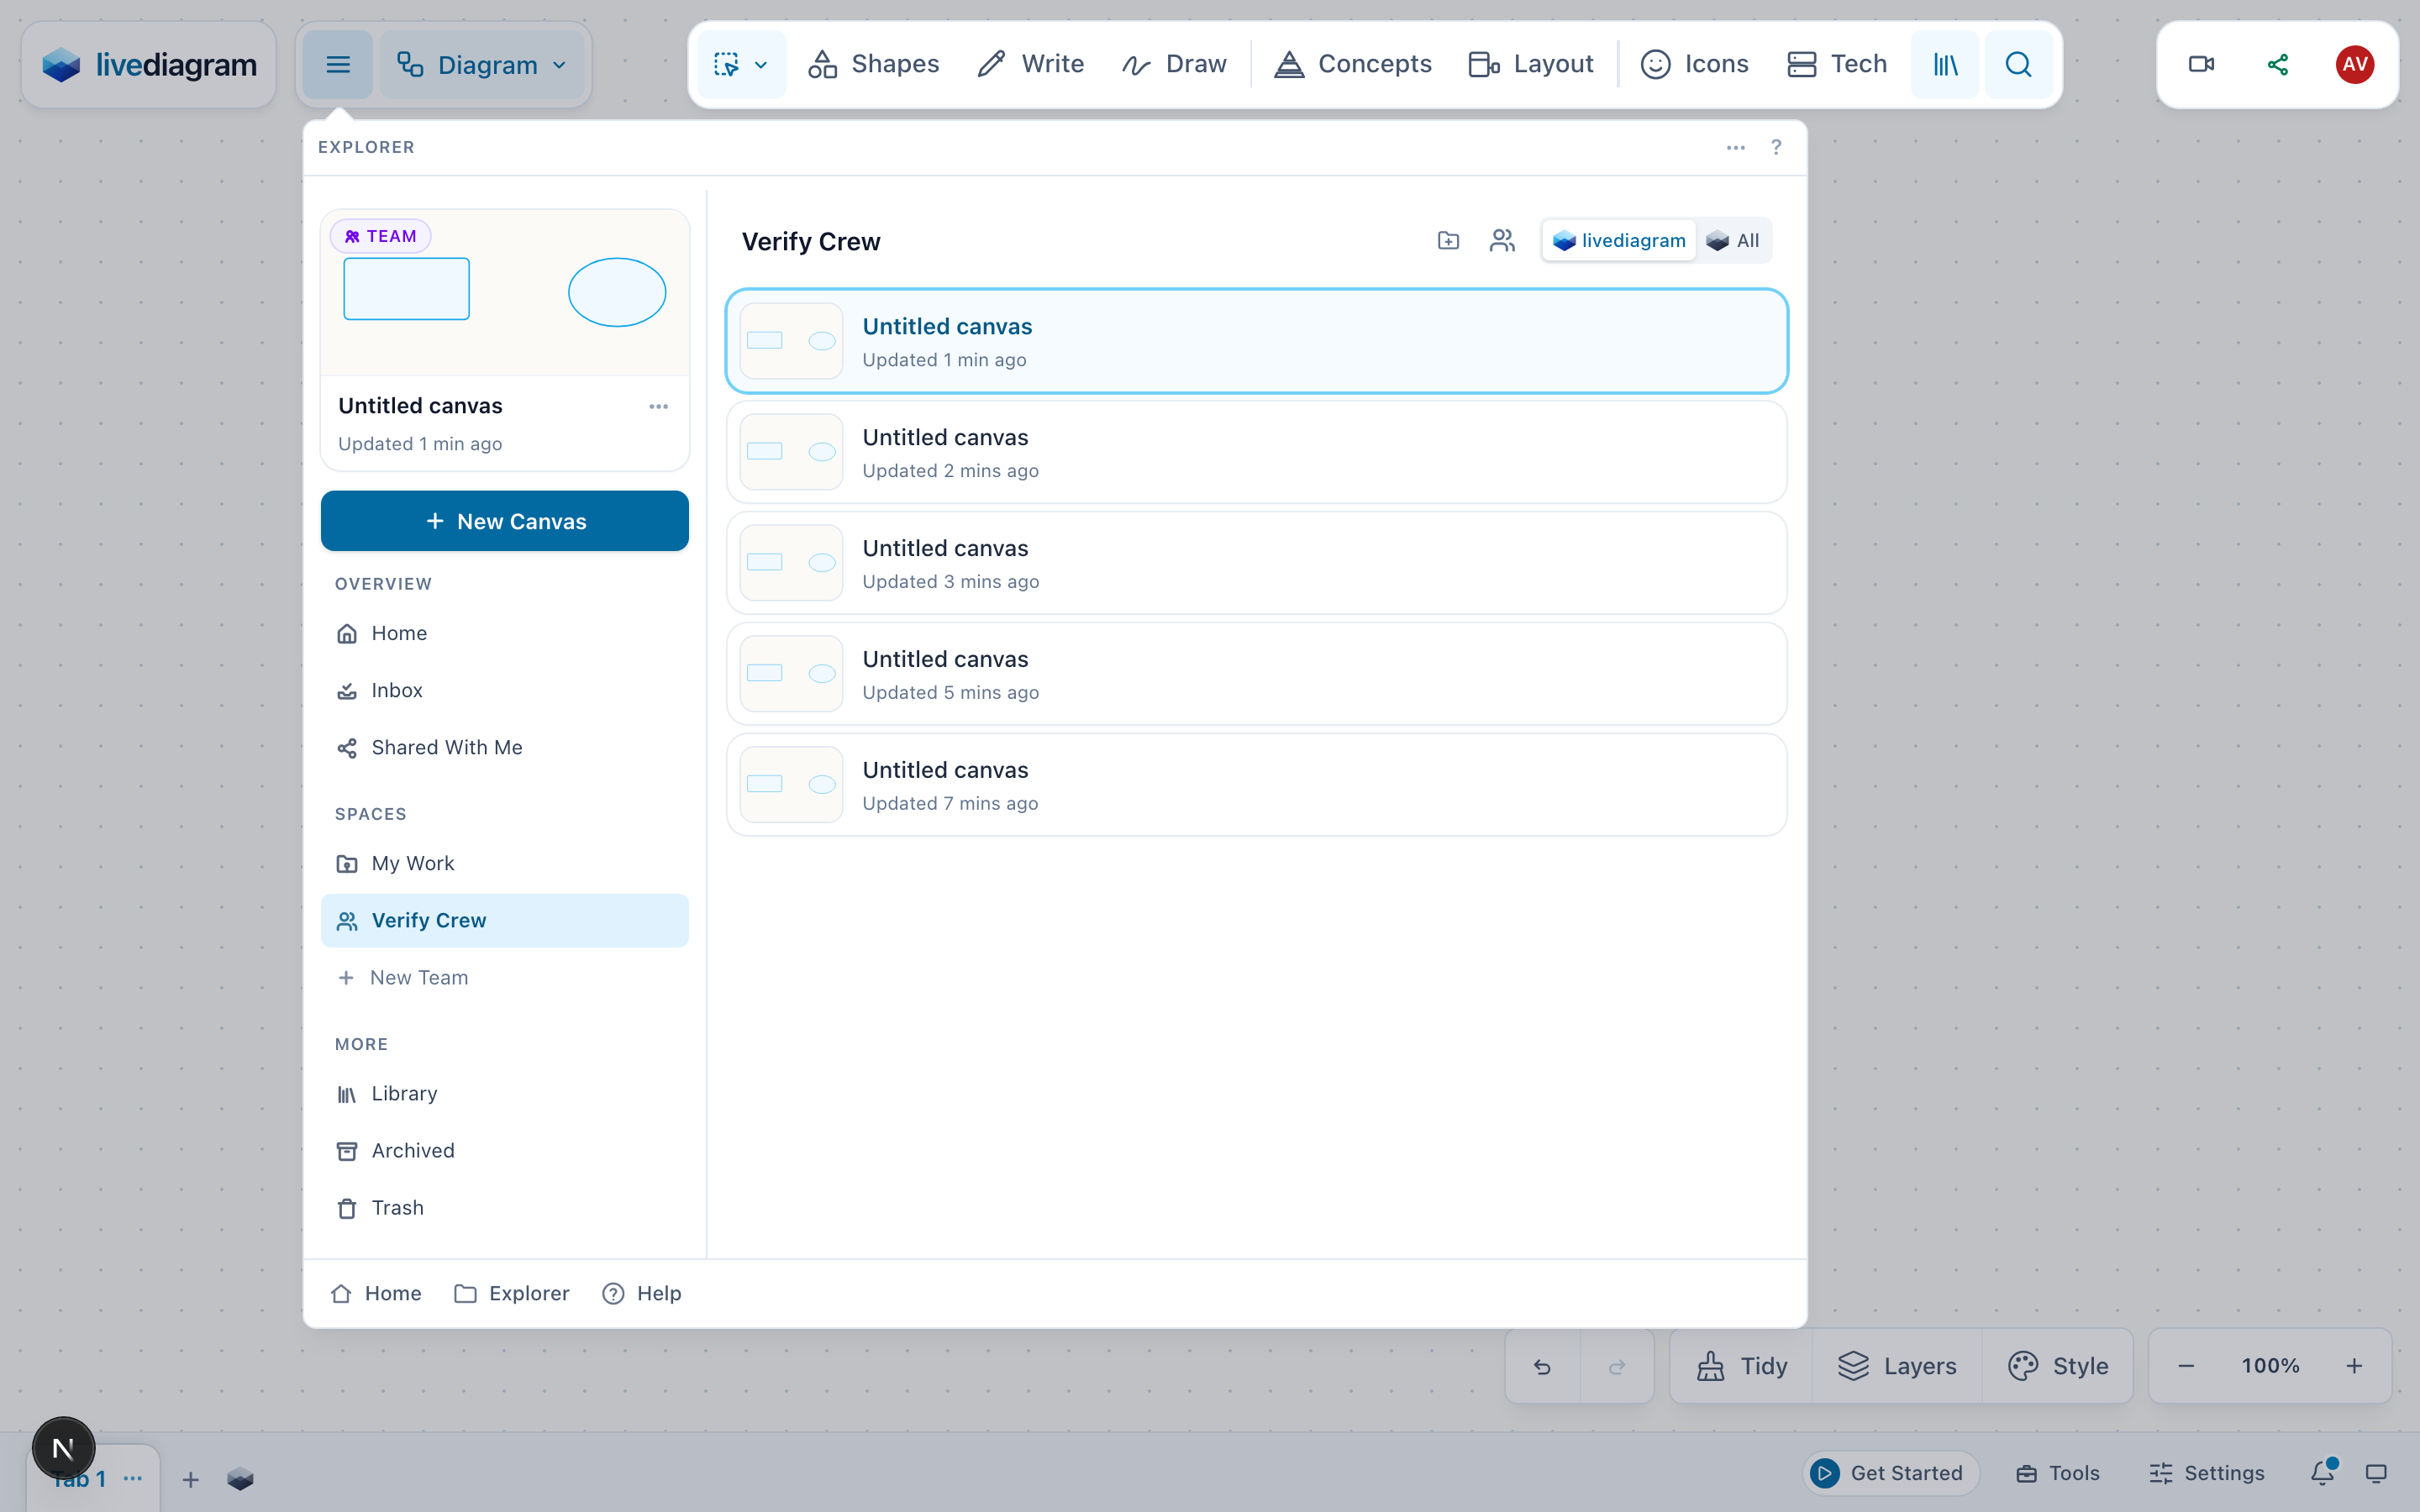 livediagram
Diagram
Shapes
Write
Draw
Concepts
Layout
Icons
Tech
AV
EXPLORER
?
TEAM
Untitled canvas
Updated 1 min ago
+ New Canvas
OVERVIEW
Home
Inbox
Shared With Me
SPACES
My Work
Verify Crew
+ New Team
MORE
Library
Archived
Trash
Verify Crew
livediagram
All
Untitled canvas
Updated 1 min ago
Untitled canvas
Updated 2 mins ago
Untitled canvas
Updated 3 mins ago
Untitled canvas
Updated 5 mins ago
Untitled canvas
Updated 7 mins ago
Home
Explorer
Help
Tidy
Layers
Style
− 100% +
N
Tab 1
+
Get Started
Tools
Settings